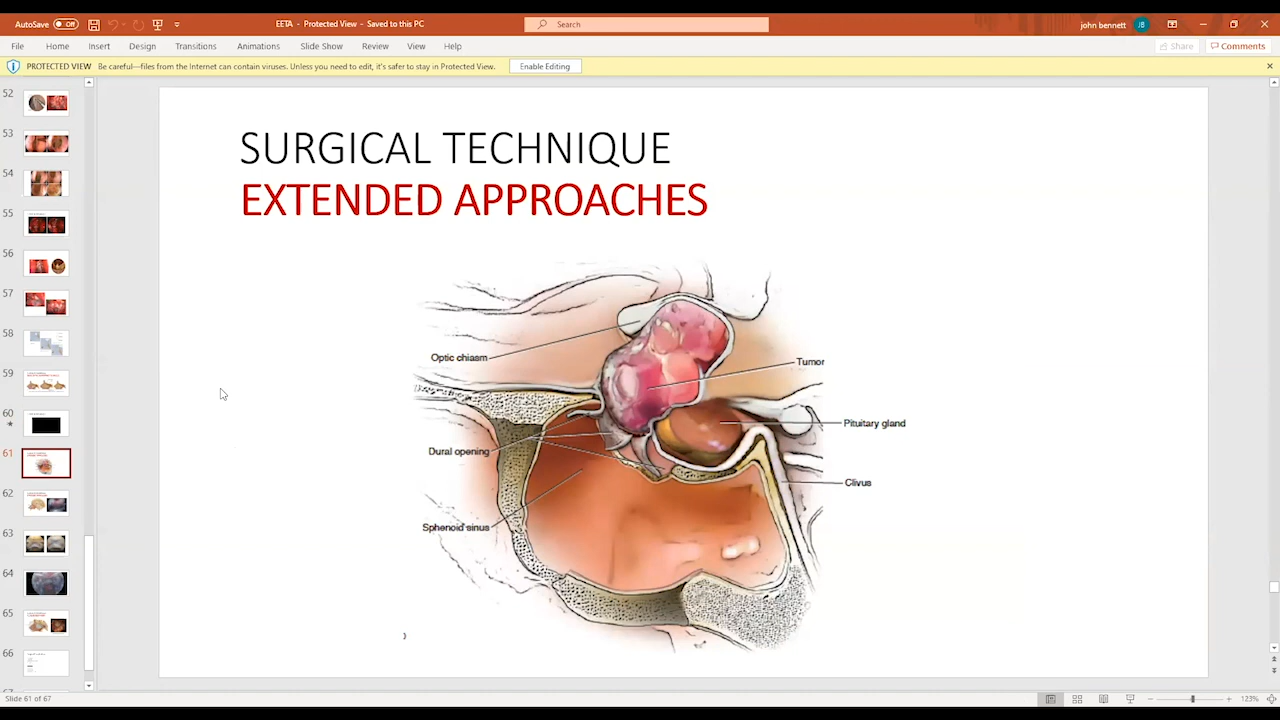 AutoSave Off
EETA - Protected View - Saved to this PC
Search
john bennett
JB
File Home Insert Design Transitions Animations Slide Show Review View Help
Share
Comments
PROTECTED VIEW Be careful—files from the Internet can contain viruses. Unless you need to edit, it's safer to stay in Protected View.
Enable Editing
52
53
54
55
56
57
58
59
60
61
62
64
65
66
SURGICAL TECHNIQUE
EXTENDED APPROACHES
Optic chiasm
Tumor
Pituitary gland
Dural opening
Clivus
Sphenoid sinus
Slide 61 of 67
123%